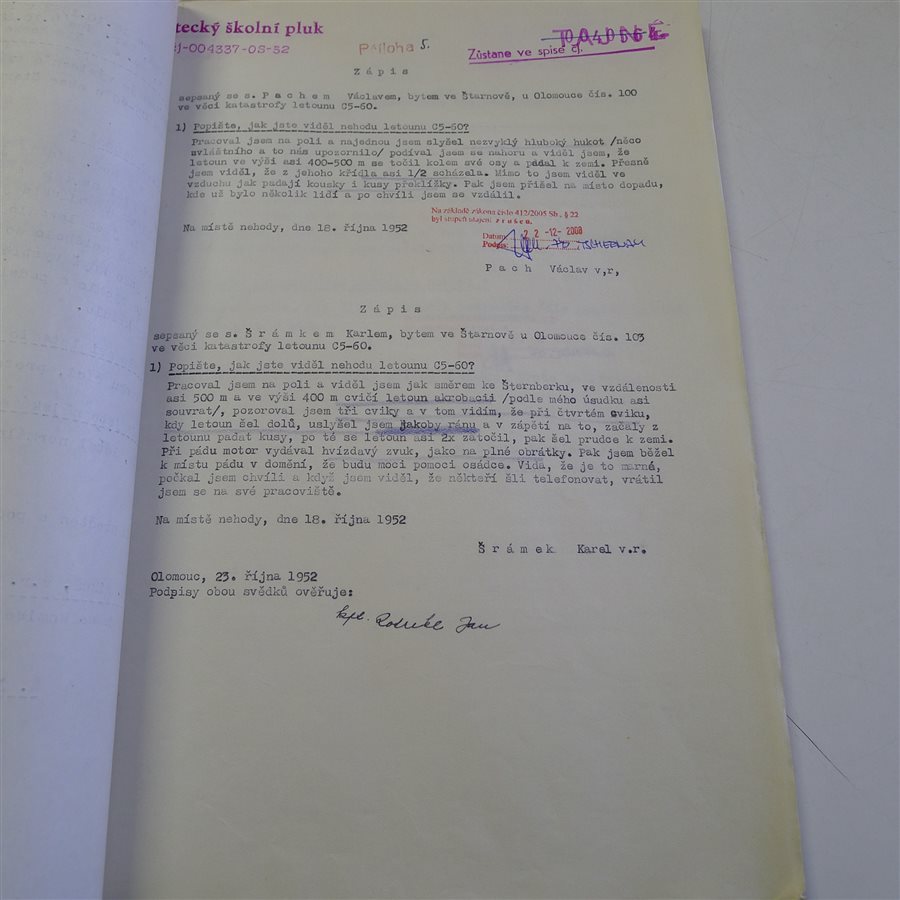 tecký školní pluk
čj-004337-OS-52
Příloha 5.
Zůstane ve spise čj.
Zápis
sepsaný se s. Pachem Václavem, bytem ve Štarnově, u Olomouce čís. 100
ve věci katastrofy letounu C5-60.
1) Popište, jak jste viděl nehodu letounu C5-60?
Pracoval jsem na poli a najednou jsem slyšel nezvyklý hluboký hukot /něco
uvláštního a to nás upozornilo/ podíval jsem se nahoru a viděl jsem, že
letoun ve výši asi 400-500 m se točil kolem své osy a padal k zemi. Přesně
jsem viděl, že z jehoho křídla asi 1/2 scházela. Mimo to jsem viděl ve
vzduchu jak padají kousky i kusy překližky. Pak jsem přišel na místo dopadu,
kde už bylo několik lidí a po chvíli jsem se vzdálil.
Na základě zákona číslo 412/2005 Sb. § 22
byl stupeň utajení zrušen.
Na místě nehody, dne 18. října 1952
Datum: 22 -12- 2008
Podpis:
Pach Václav v,r,
Zápis
sepsaný se s. Šrámkem Karlem, bytem ve Štarnově u Olomouce čís. 103
ve věci katastrofy letounu C5-60.
1) Popište, jak jste viděl nehodu letounu C5-60?
Pracoval jsem na poli a viděl jsem jak směrem ke Šternberku, ve vzdálenosti
asi 500 m a ve výši 400 m cvičí letoun akrobacii /podle mého úsudku asi
souvrat/, pozoroval jsem tři cviky a v tom vidím, že při čtvrtém cviku,
kdy letoun šel dolů, uslyšel jsem jakoby ránu a v zápětí na to, začaly z
letounu padat kusy, po té se letoun asi 2x zatočil, pak šel prudce k zemi.
Při pádu motor vydával hvízdavý zvuk, jako na plné obrátky. Pak jsem běžel
k místu pádu v domění, že budu moci pomoci osádce. Vida, že je to marné,
počkal jsem chvíli a když jsem viděl, že někteří šli telefonovat, vrátil
jsem se na své pracoviště.
Na místě nehody, dne 18. října 1952
Šrámek Karel v.r.
Olomouc, 23. října 1952
Podpisy obou svědků ověřuje:
kpt. Jan